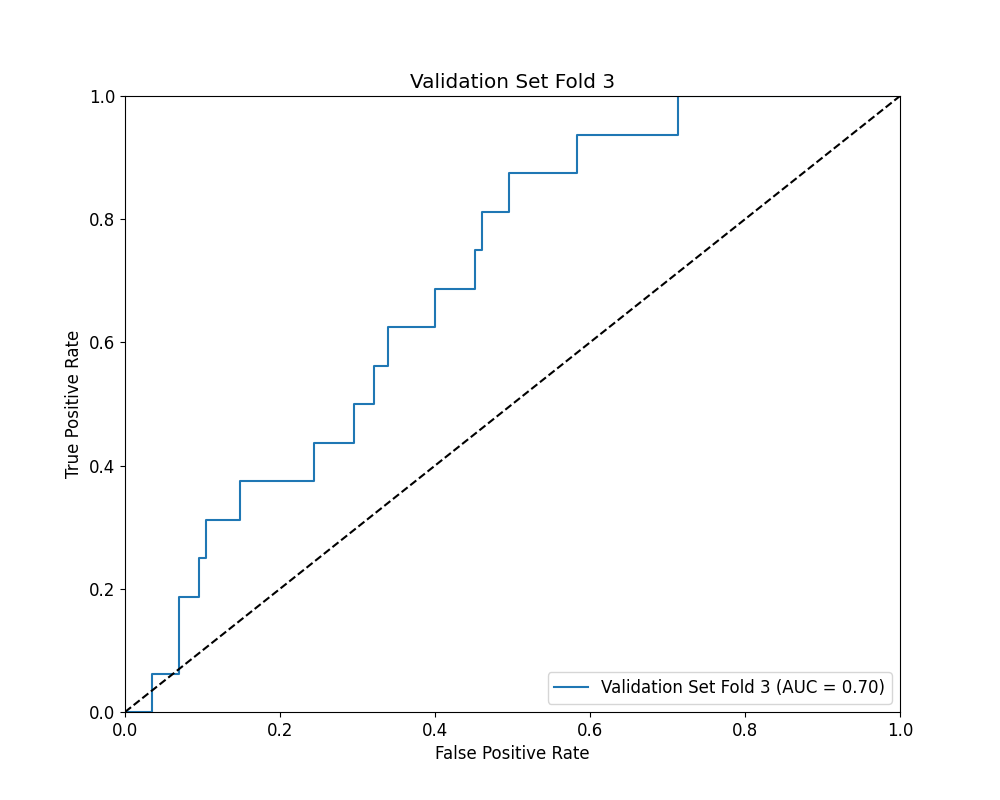 Validation Set Fold 3
1.0
0.8
0.6
0.4
0.2
0.0
True Positive Rate
Validation Set Fold 3 (AUC = 0.70)
0.0 0.2 0.4 0.6 0.8 1.0
False Positive Rate